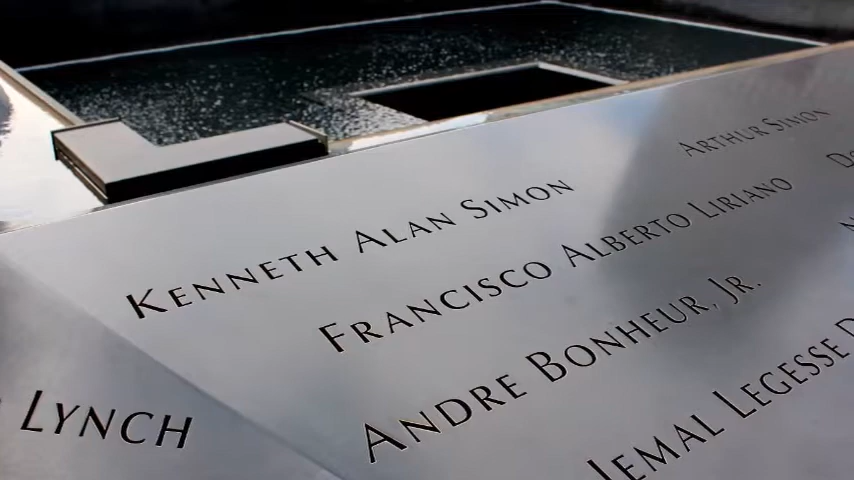 KENNETH ALAN SIMON
ARTHUR SIMON
FRANCISCO ALBERTO LIRIANO
ANDRE BONHEUR, JR.
LYNCH
JEMAL LEGESSE